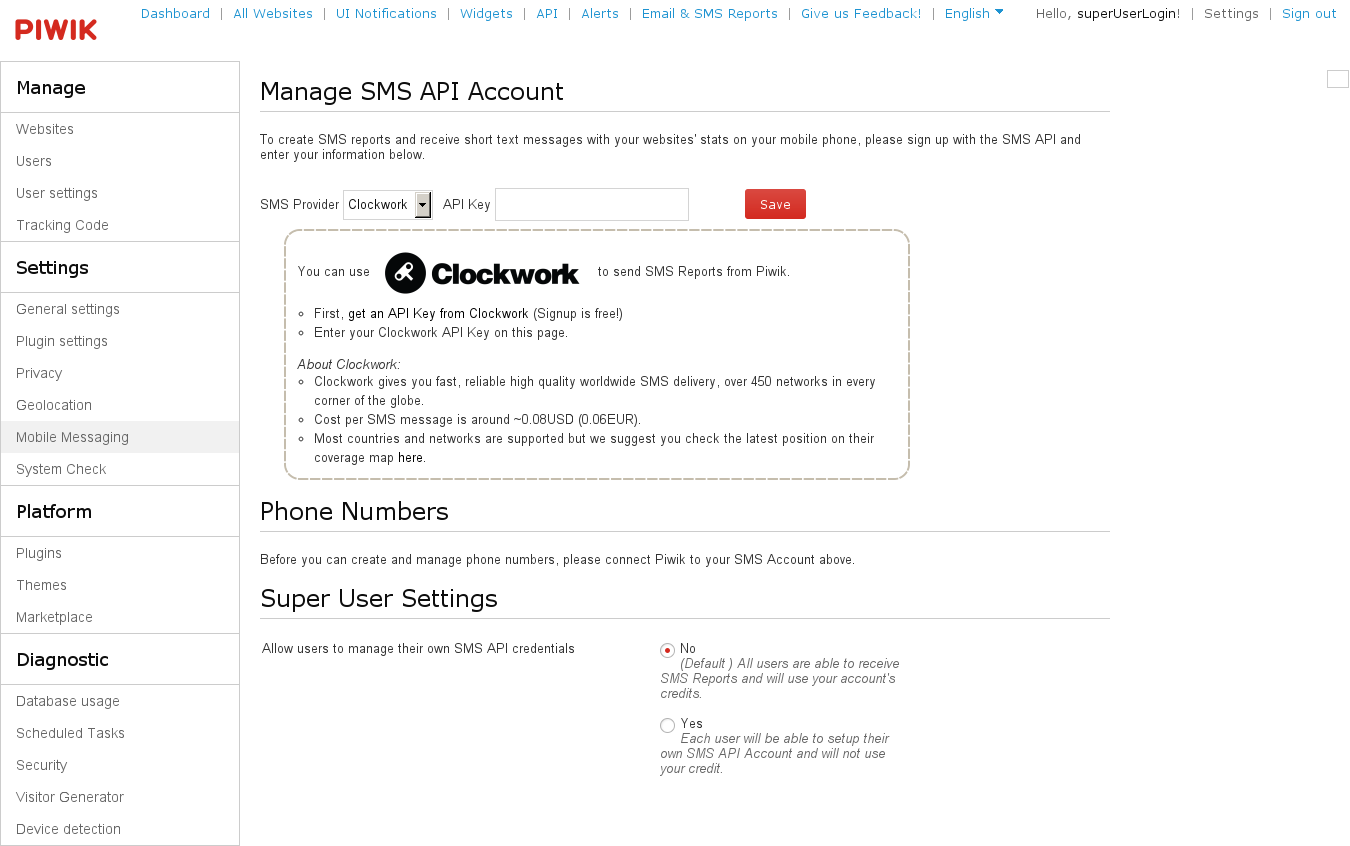 PIWIK
Dashboard | All Websites | UI Notifications | Widgets | API | Alerts | Email & SMS Reports | Give us Feedback! | English
Hello, superUserLogin! | Settings | Sign out
Manage
Websites
Users
User settings
Tracking Code
Settings
General settings
Plugin settings
Privacy
Geolocation
Mobile Messaging
System Check
Platform
Plugins
Themes
Marketplace
Diagnostic
Database usage
Scheduled Tasks
Security
Visitor Generator
Device detection
Manage SMS API Account
To create SMS reports and receive short text messages with your websites' stats on your mobile phone, please sign up with the SMS API and
enter your information below.
SMS Provider Clockwork API Key Save
You can use Clockwork to send SMS Reports from Piwik.
First, get an API Key from Clockwork (Signup is free!)
Enter your Clockwork API Key on this page.
About Clockwork:
Clockwork gives you fast, reliable high quality worldwide SMS delivery, over 450 networks in every
corner of the globe.
Cost per SMS message is around ~0.08USD (0.06EUR).
Most countries and networks are supported but we suggest you check the latest position on their
coverage map here.
Phone Numbers
Before you can create and manage phone numbers, please connect Piwik to your SMS Account above.
Super User Settings
Allow users to manage their own SMS API credentials
No
(Default ) All users are able to receive
SMS Reports and will use your account's
credits.
Yes
Each user will be able to setup their
own SMS API Account and will not use
your credit.